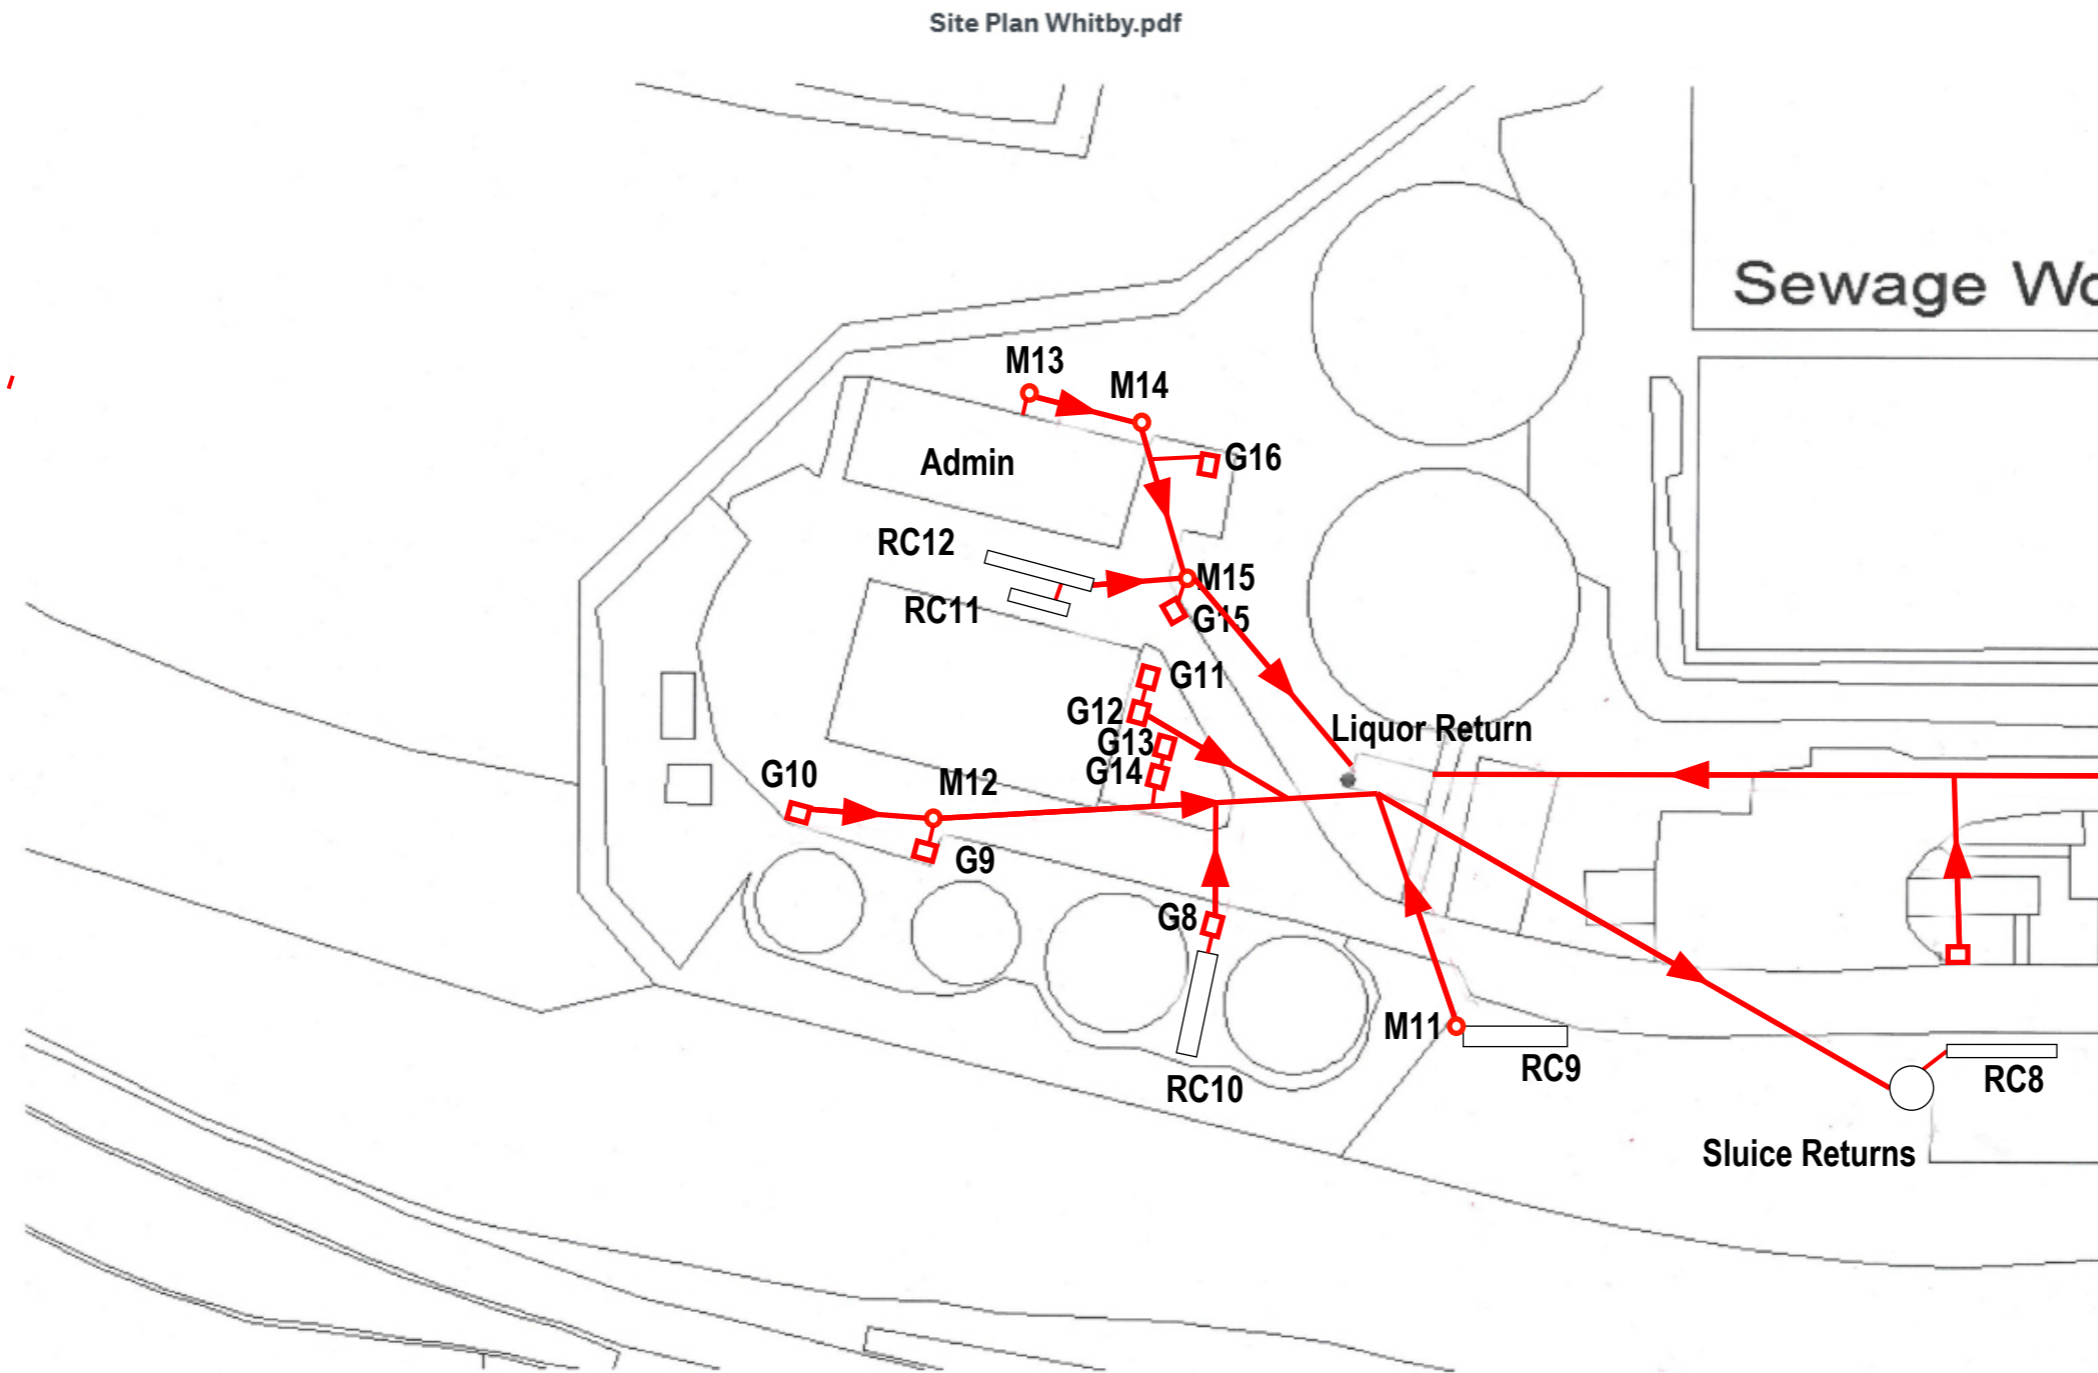 Site Plan Whitby.pdf
Sewage Wo
M13
M14
Admin
G16
RC12
M15
RC11
G15
G11
G12
Liquor Return
G13
G14
G10
M12
G9
G8
M11
RC9
RC8
RC10
Sluice Returns